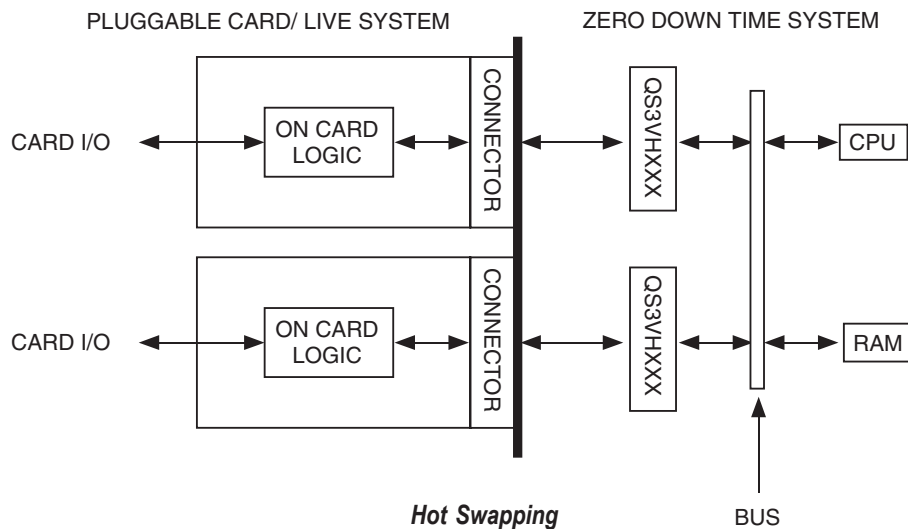 PLUGGABLE CARD/ LIVE SYSTEM
ZERO DOWN TIME SYSTEM
CARD I/O
ON CARD
LOGIC
CONNECTOR
QS3VHXXX
CPU
CARD I/O
ON CARD
LOGIC
CONNECTOR
QS3VHXXX
RAM
Hot Swapping
BUS